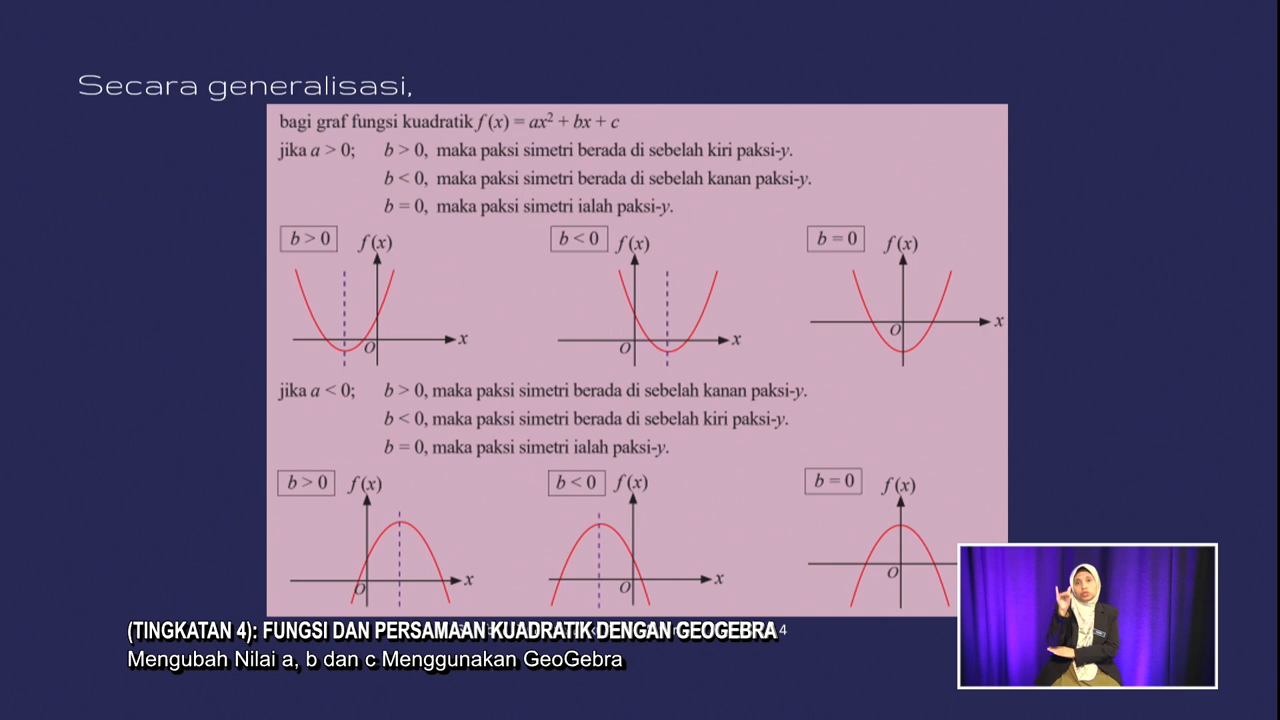 Secara generalisasi,
bagi graf fungsi kuadratik f (x) = ax² + bx + c
jika a > 0; b > 0, maka paksi simetri berada di sebelah kiri paksi-y.
b < 0, maka paksi simetri berada di sebelah kanan paksi-y.
b = 0, maka paksi simetri ialah paksi-y.
b > 0 f(x) b < 0 f(x) b = 0 f(x)
O x O x O x
jika a < 0; b > 0, maka paksi simetri berada di sebelah kanan paksi-y.
b < 0, maka paksi simetri berada di sebelah kiri paksi-y.
b = 0, maka paksi simetri ialah paksi-y.
b > 0 f(x) b < 0 f(x) b = 0 f(x)
O x O x O
(TINGKATAN 4): FUNGSI DAN PERSAMAAN KUADRATIK DENGAN GEOGEBRA 4
Mengubah Nilai a, b dan c Menggunakan GeoGebra